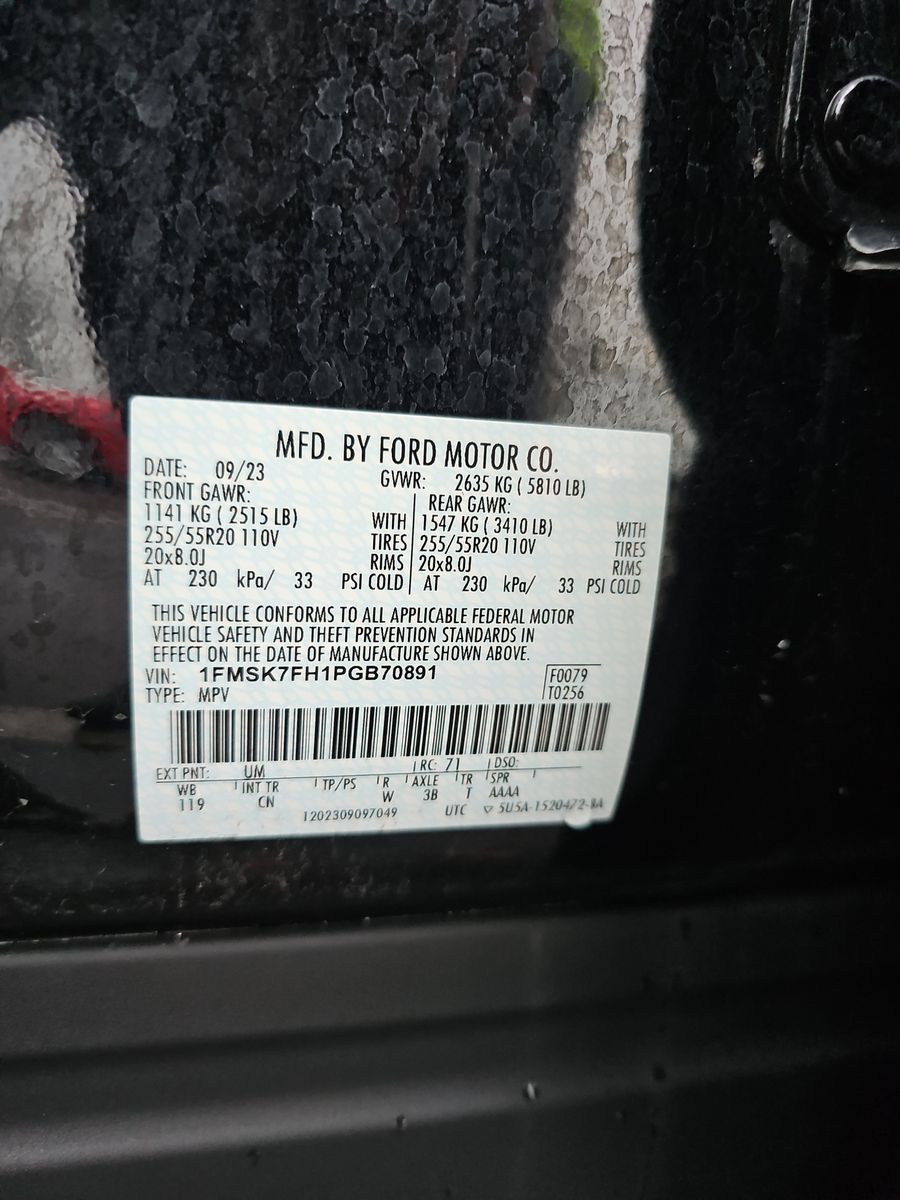 MFD. BY FORD MOTOR CO.
DATE: 09/23 GVWR: 2635 KG ( 5810 LB)
FRONT GAWR: REAR GAWR:
1141 KG ( 2515 LB) WITH 1547 KG ( 3410 LB) WITH
255/55R20 110V TIRES 255/55R20 110V TIRES
20x8.0J RIMS 20x8.0J RIMS
AT 230 kPa/ 33 PSI COLD AT 230 kPa/ 33 PSI COLD
THIS VEHICLE CONFORMS TO ALL APPLICABLE FEDERAL MOTOR
VEHICLE SAFETY AND THEFT PREVENTION STANDARDS IN
EFFECT ON THE DATE OF MANUFACTURE SHOWN ABOVE.
VIN: 1FMSK7FH1PGB70891 F0079
TYPE: MPV T0256
EXT PNT: UM RC: 71 DSO:
WB INT TR TP/PS R AXLE TR SPR
119 CN W 3B T AAAA
1202309097049 UTC 5U5A-1520472-BA